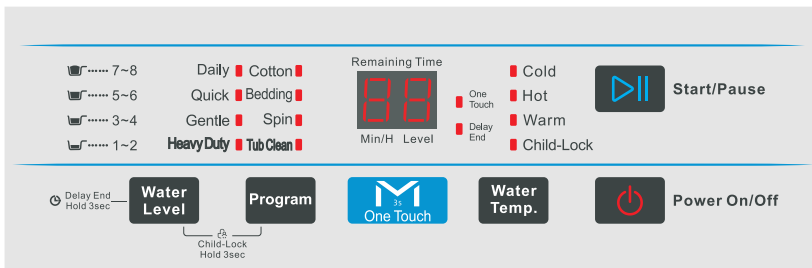 Remaining Time
7~8
5~6
3~4
1~2
Daily Cotton
Quick Bedding
Gentle Spin
Heavy Duty Tub Clean
88
Min/H Level
One
Touch
Delay
End
Cold
Hot
Warm
Child-Lock
Start/Pause
Delay End
Hold 3sec
Water
Level
Program
Child-Lock
Hold 3sec
M
3s
One Touch
Water
Temp.
Power On/Off